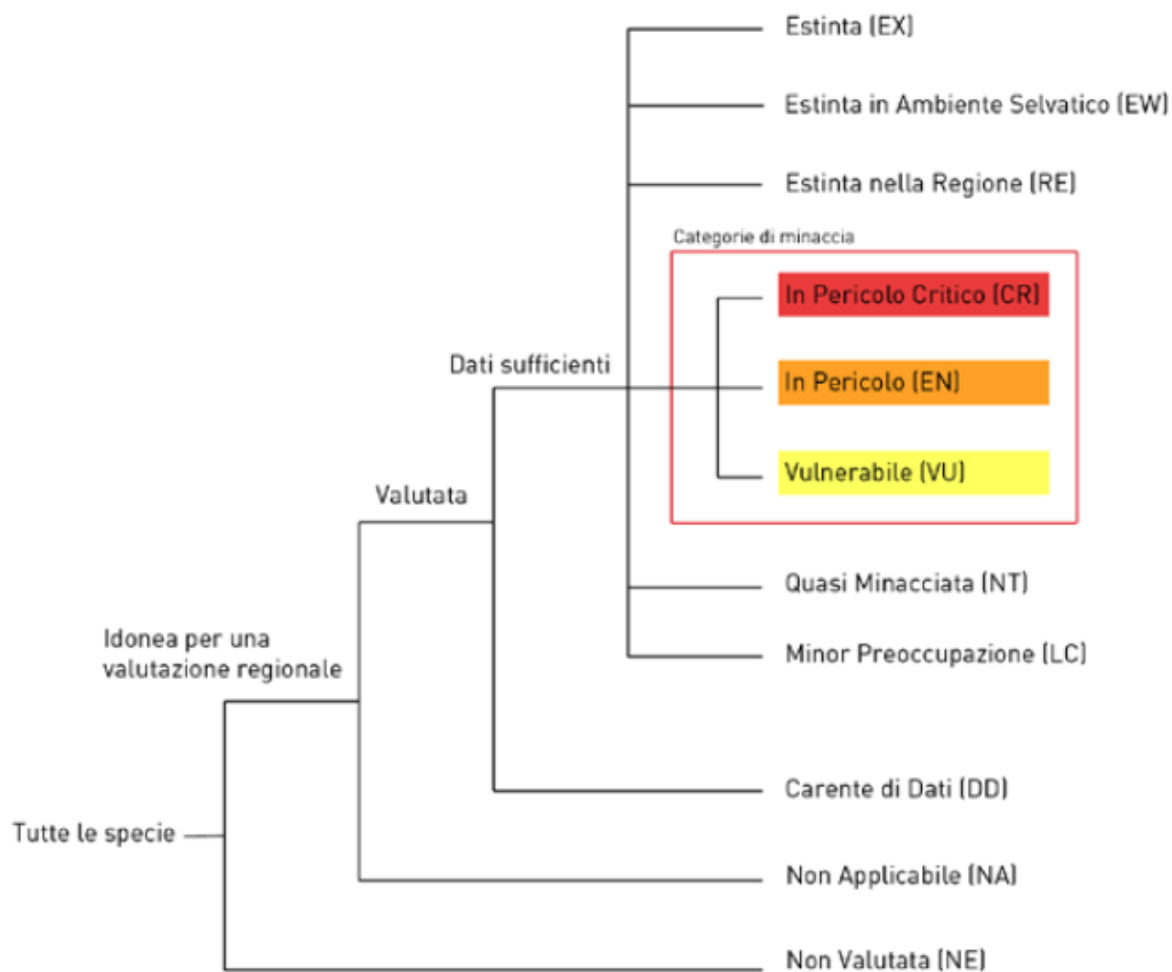 Estinta (EX)
Estinta in Ambiente Selvatico (EW)
Estinta nella Regione (RE)
Categorie di minaccia
In Pericolo Critico (CR)
Dati sufficienti
In Pericolo (EN)
Vulnerabile (VU)
Valutata
Quasi Minacciata (NT)
Idonea per una
valutazione regionale
Minor Preoccupazione (LC)
Carente di Dati (DD)
Tutte le specie
Non Applicabile (NA)
Non Valutata (NE)